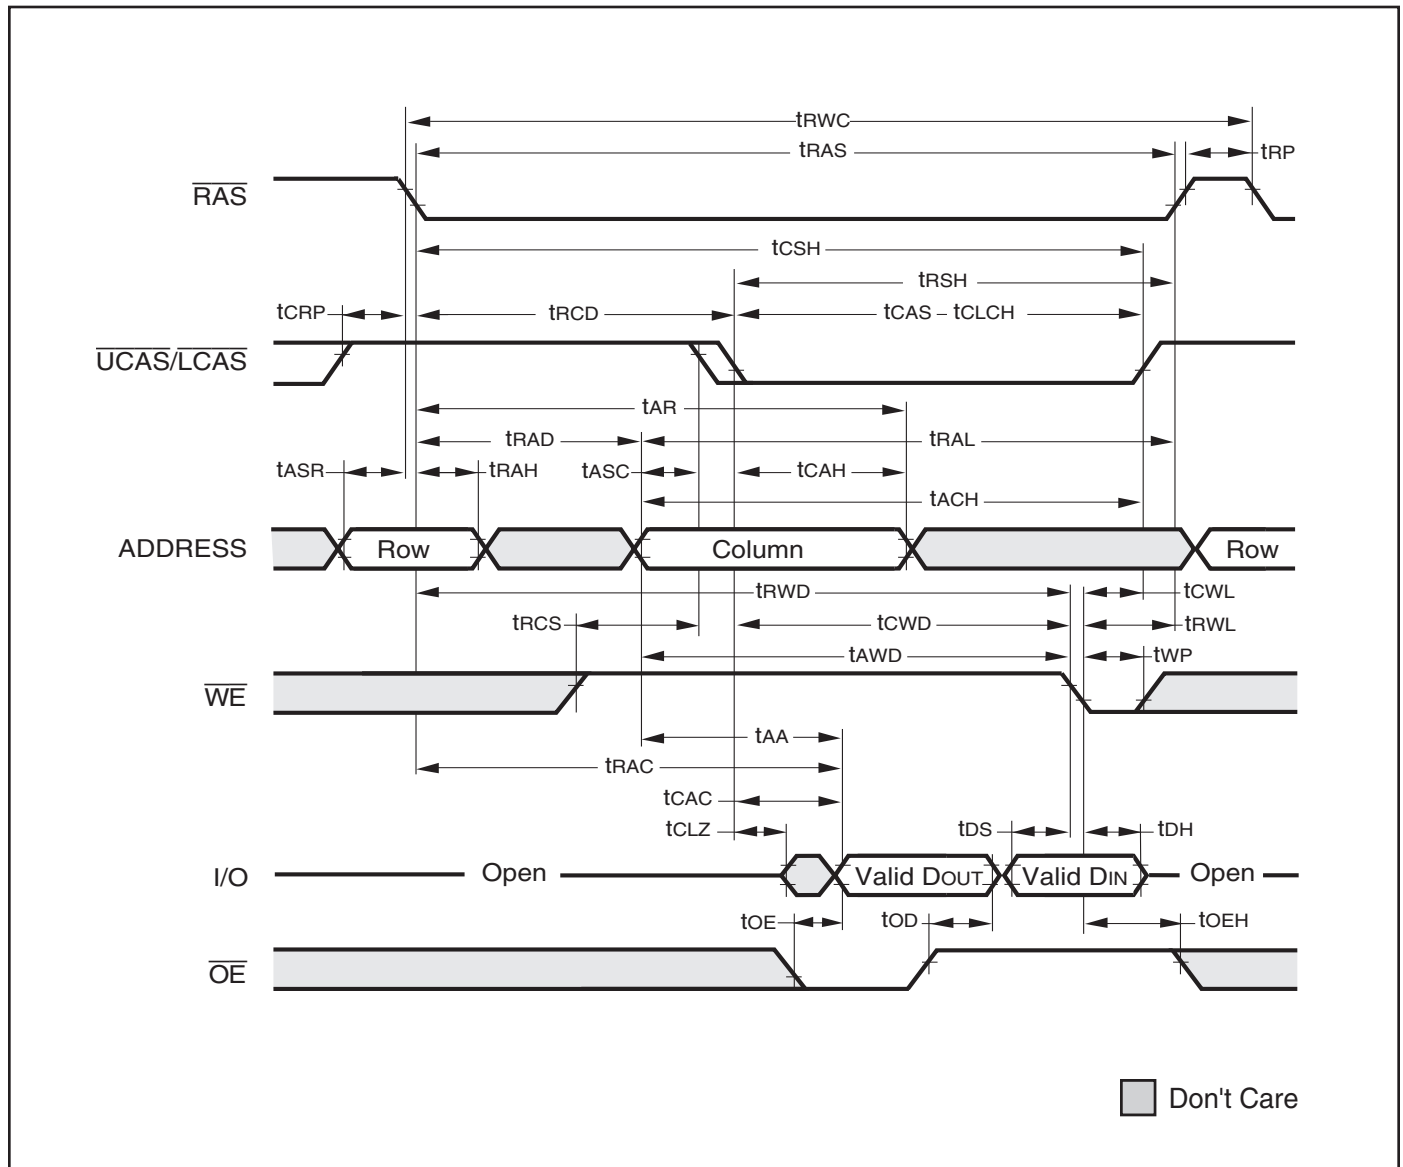 tRWC
tRAS
tRP
RAS
tCSH
tRSH
tCRP
tRCD
tCAS – tCLCH
UCAS/LCAS
tAR
tRAD
tRAL
tASR
tRAH
tASC
tCAH
tACH
ADDRESS
Row
Column
Row
tRWD
tCWL
tRCS
tCWD
tRWL
tAWD
tWP
WE
tAA
tRAC
tCAC
tCLZ
tDS
tDH
I/O
Open
Valid DOUT
Valid DIN
Open
tOE
tOD
tOEH
OE
Don't Care